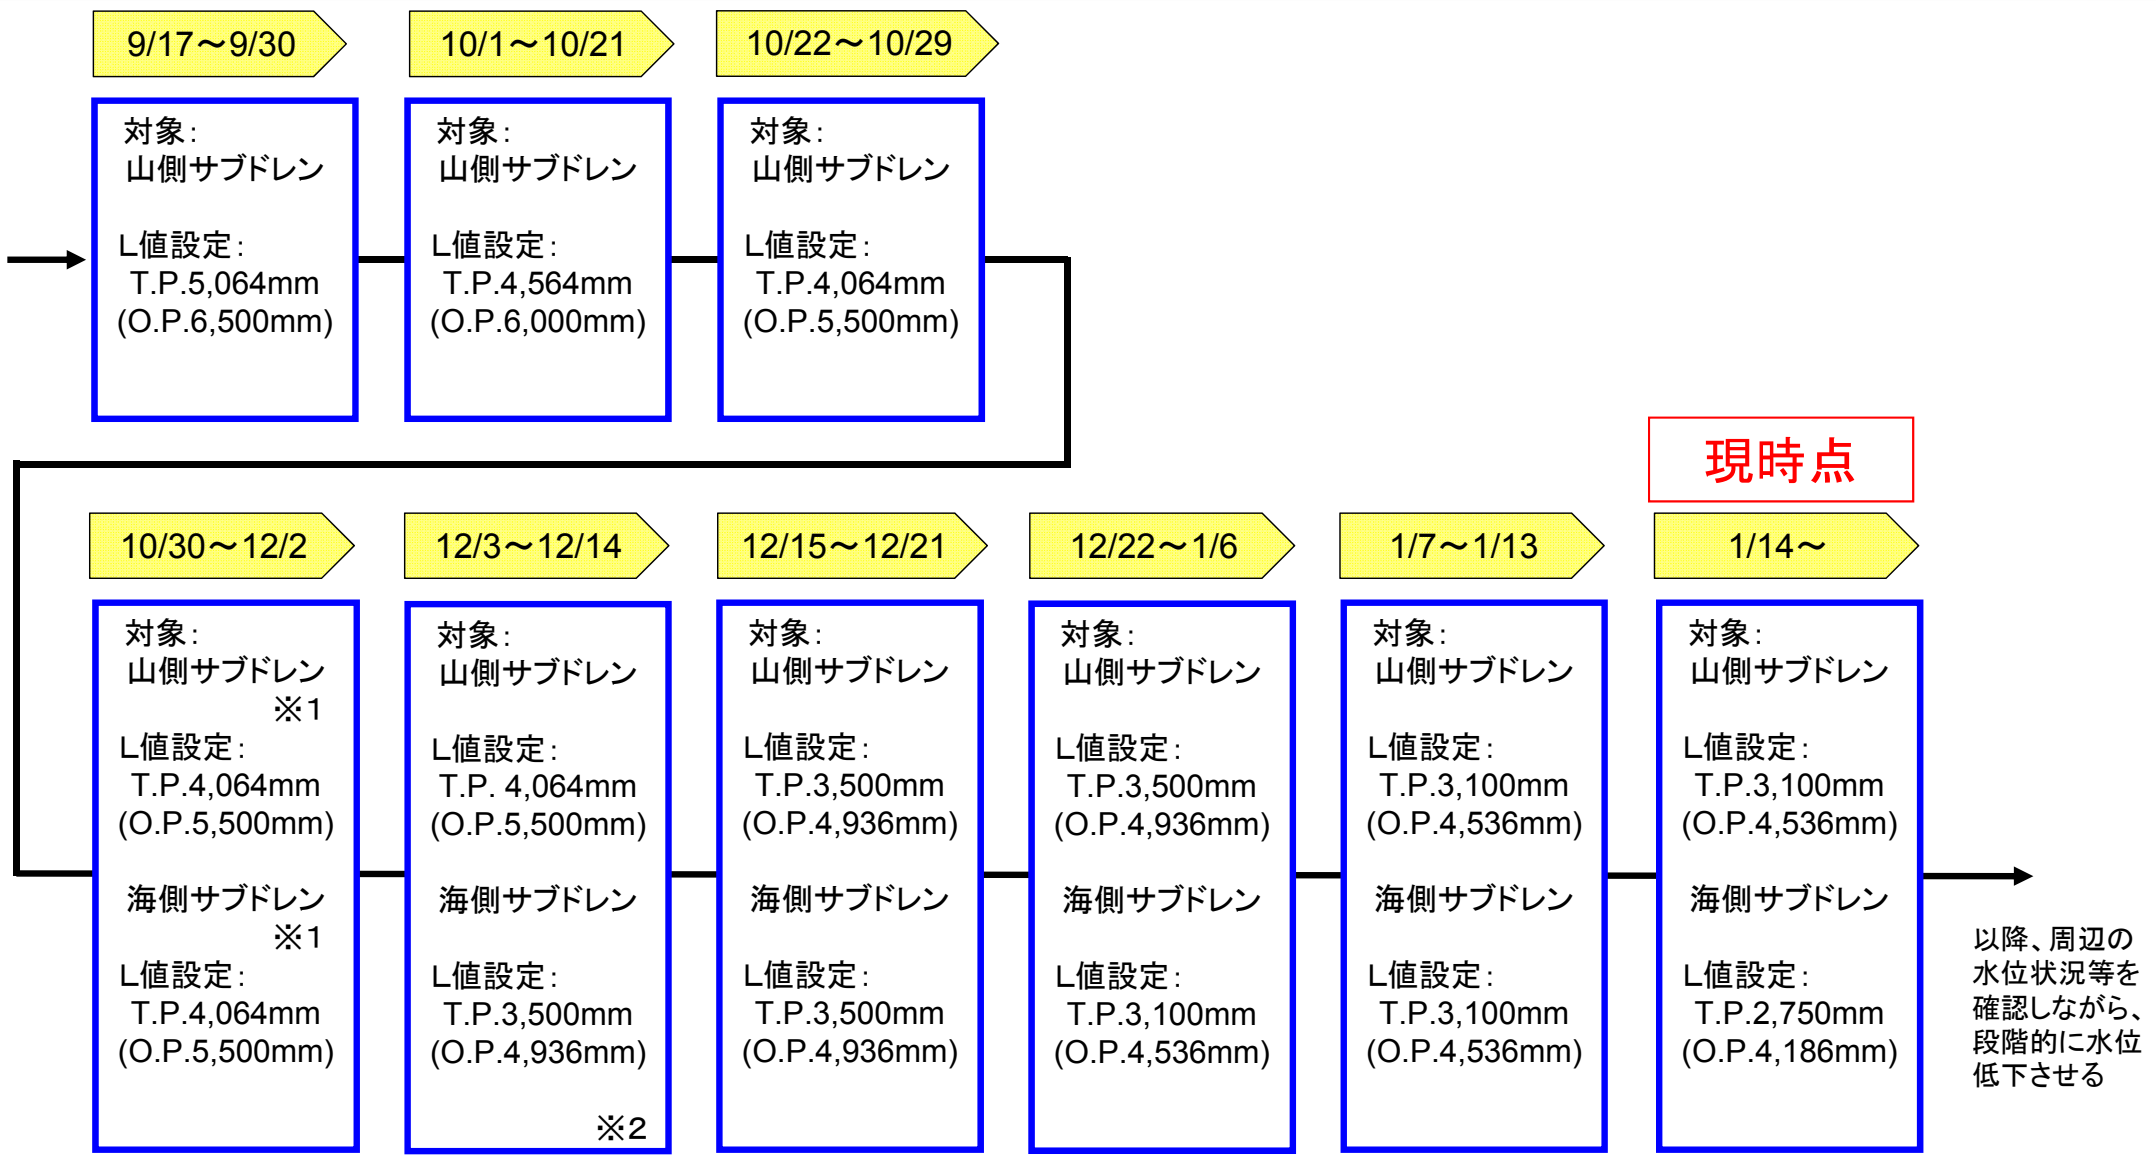 9/17～9/30
対象：
山側サブドレン
L値設定：
T.P.5,064mm
(O.P.6,500mm)
10/1～10/21
対象：
山側サブドレン
L値設定：
T.P.4,564mm
(O.P.6,000mm)
10/22～10/29
対象：
山側サブドレン
L値設定：
T.P.4,064mm
(O.P.5,500mm)
現時点
10/30～12/2
対象：
山側サブドレン
※1
L値設定：
T.P.4,064mm
(O.P.5,500mm)
海側サブドレン
※1
L値設定：
T.P.4,064mm
(O.P.5,500mm)
12/3～12/14
対象：
山側サブドレン
L値設定：
T.P. 4,064mm
(O.P.5,500mm)
海側サブドレン
L値設定：
T.P.3,500mm
(O.P.4,936mm)
※2
12/15～12/21
対象：
山側サブドレン
L値設定：
T.P.3,500mm
(O.P.4,936mm)
海側サブドレン
L値設定：
T.P.3,500mm
(O.P.4,936mm)
12/22～1/6
対象：
山側サブドレン
L値設定：
T.P.3,500mm
(O.P.4,936mm)
海側サブドレン
L値設定：
T.P.3,100mm
(O.P.4,536mm)
1/7～1/13
対象：
山側サブドレン
L値設定：
T.P.3,100mm
(O.P.4,536mm)
海側サブドレン
L値設定：
T.P.3,100mm
(O.P.4,536mm)
1/14～
対象：
山側サブドレン
L値設定：
T.P.3,100mm
(O.P.4,536mm)
海側サブドレン
L値設定：
T.P.2,750mm
(O.P.4,186mm)
以降、周辺の
水位状況等を
確認しながら、
段階的に水位
低下させる